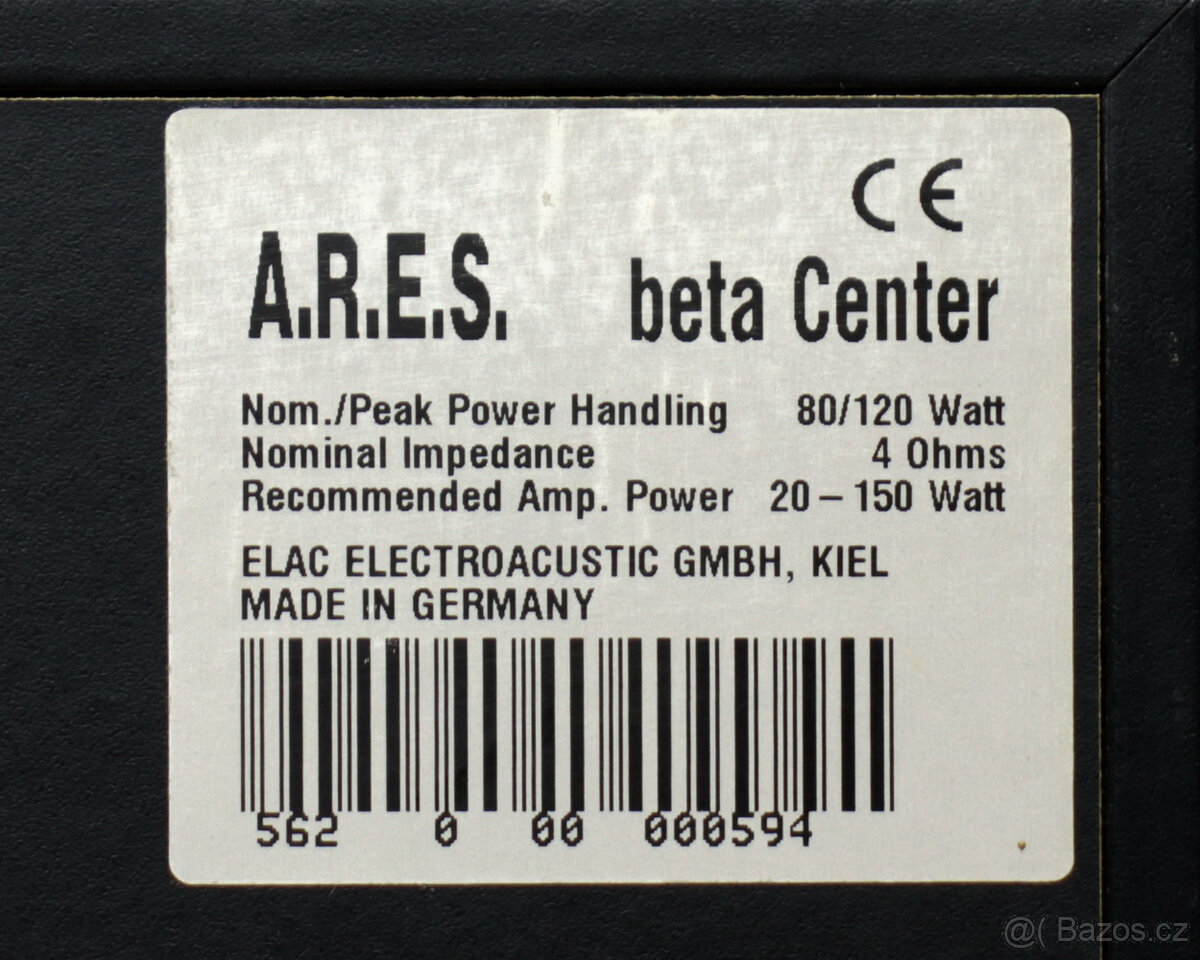 CE
A.R.E.S. beta Center
Nom./Peak Power Handling 80/120 Watt
Nominal Impedance 4 Ohms
Recommended Amp. Power 20 – 150 Watt
ELAC ELECTROACUSTIC GMBH, KIEL
MADE IN GERMANY
562 0 00 000594
@( Bazos.cz